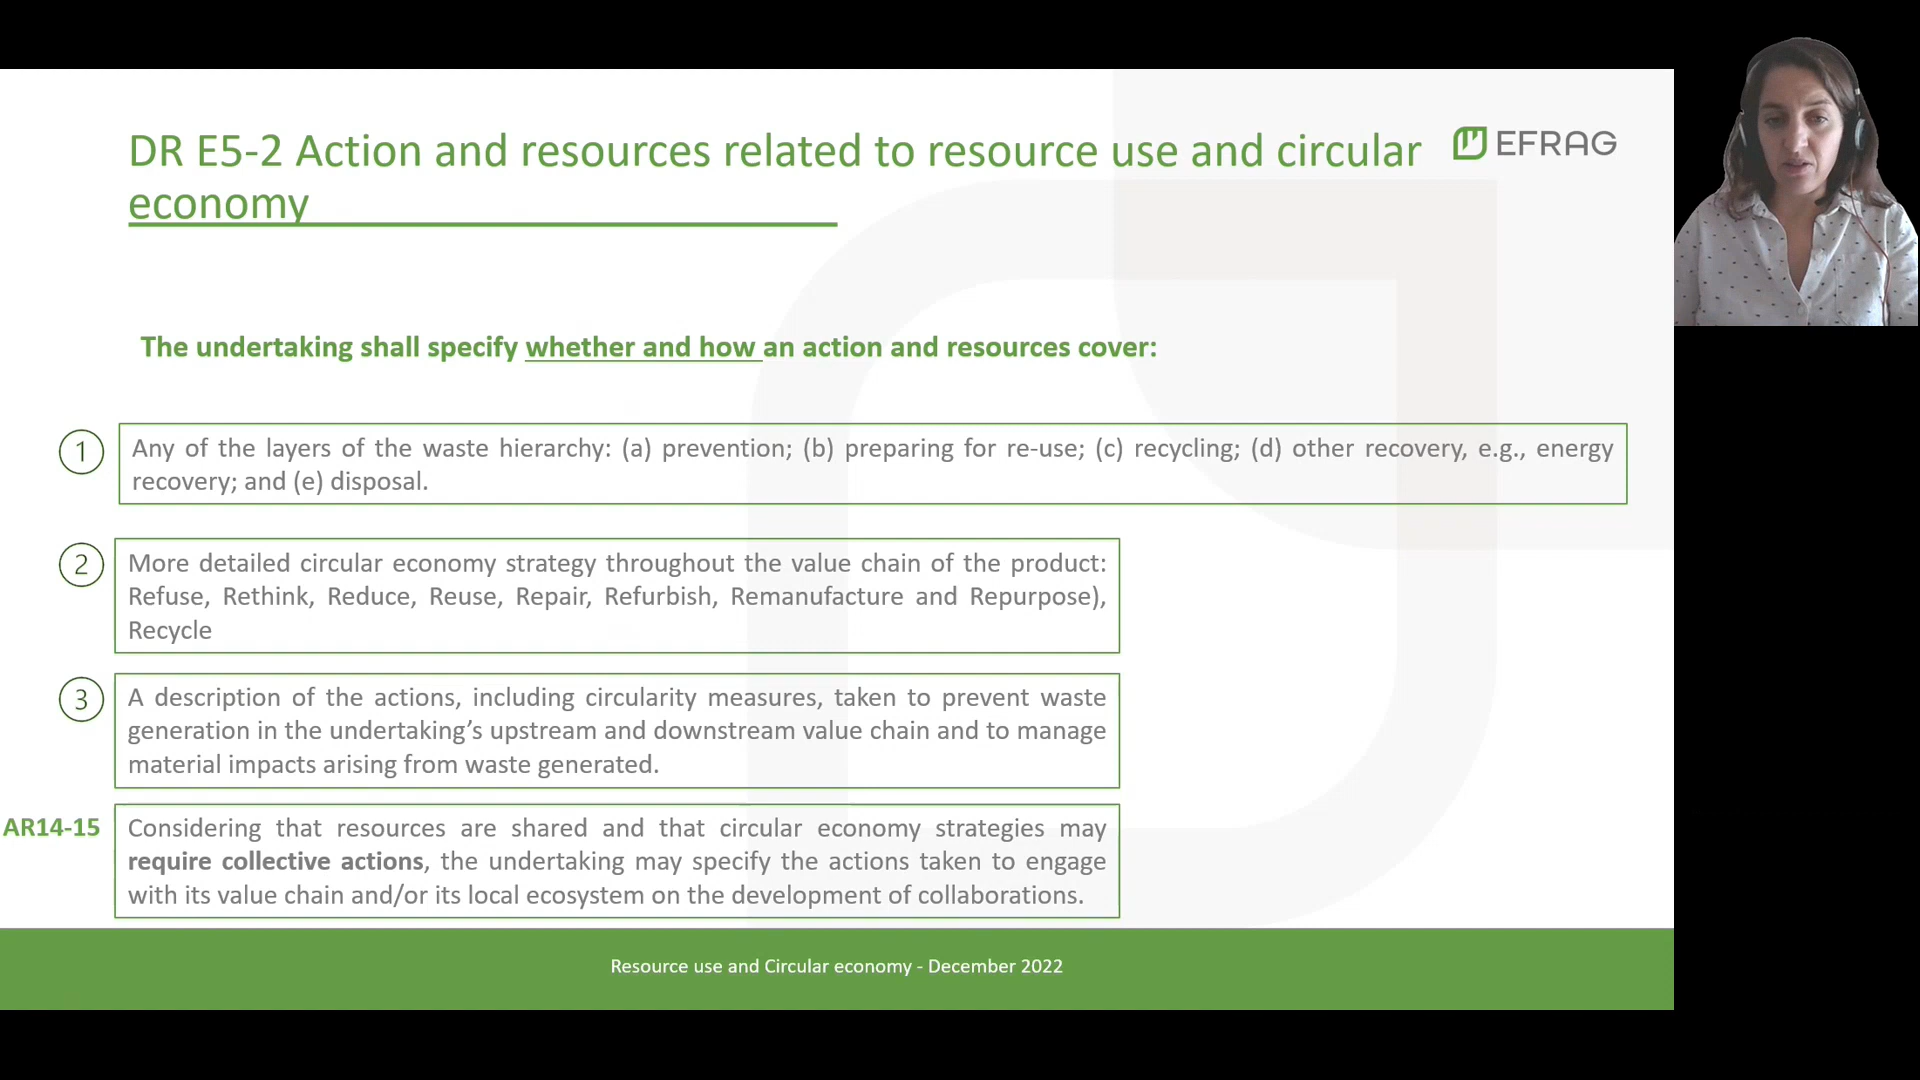 DR E5-2 Action and resources related to resource use and circular
economy
EFRAG
The undertaking shall specify whether and how an action and resources cover:
1
Any of the layers of the waste hierarchy: (a) prevention; (b) preparing for re-use; (c) recycling; (d) other recovery, e.g., energy
recovery; and (e) disposal.
2
More detailed circular economy strategy throughout the value chain of the product:
Refuse, Rethink, Reduce, Reuse, Repair, Refurbish, Remanufacture and Repurpose),
Recycle
3
A description of the actions, including circularity measures, taken to prevent waste
generation in the undertaking’s upstream and downstream value chain and to manage
material impacts arising from waste generated.
AR14-15
Considering that resources are shared and that circular economy strategies may
require collective actions, the undertaking may specify the actions taken to engage
with its value chain and/or its local ecosystem on the development of collaborations.
Resource use and Circular economy - December 2022